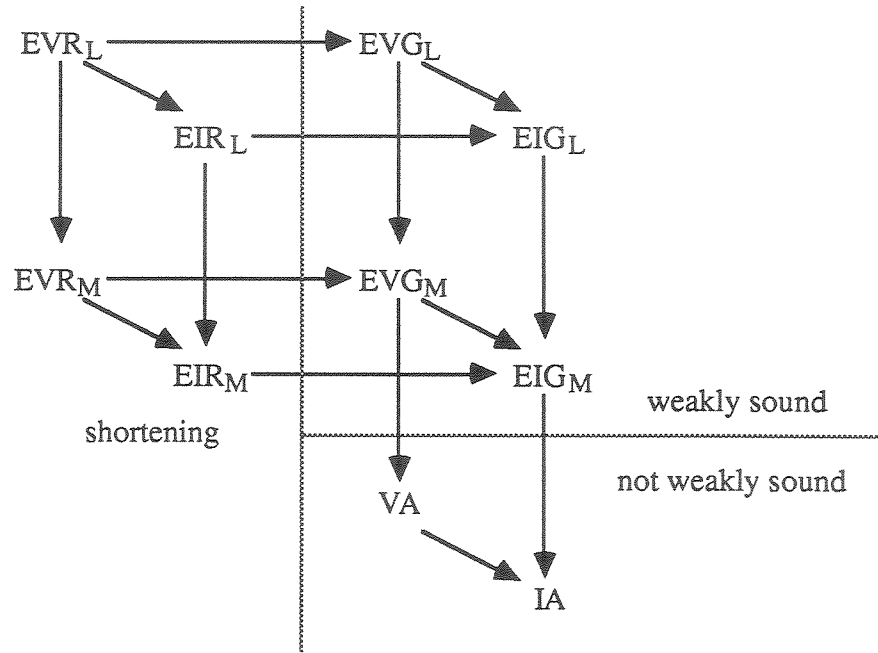 EVR_L EVG_L
EIR_L EIG_L
EVR_M EVG_M
EIR_M EIG_M
weakly sound
shortening
not weakly sound
VA
IA